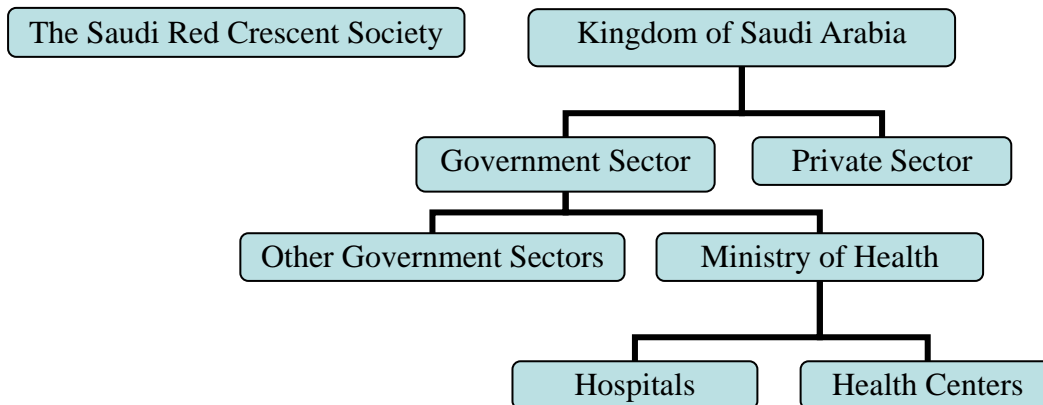 The Saudi Red Crescent Society
Kingdom of Saudi Arabia
Government Sector
Private Sector
Other Government Sectors
Ministry of Health
Hospitals
Health Centers